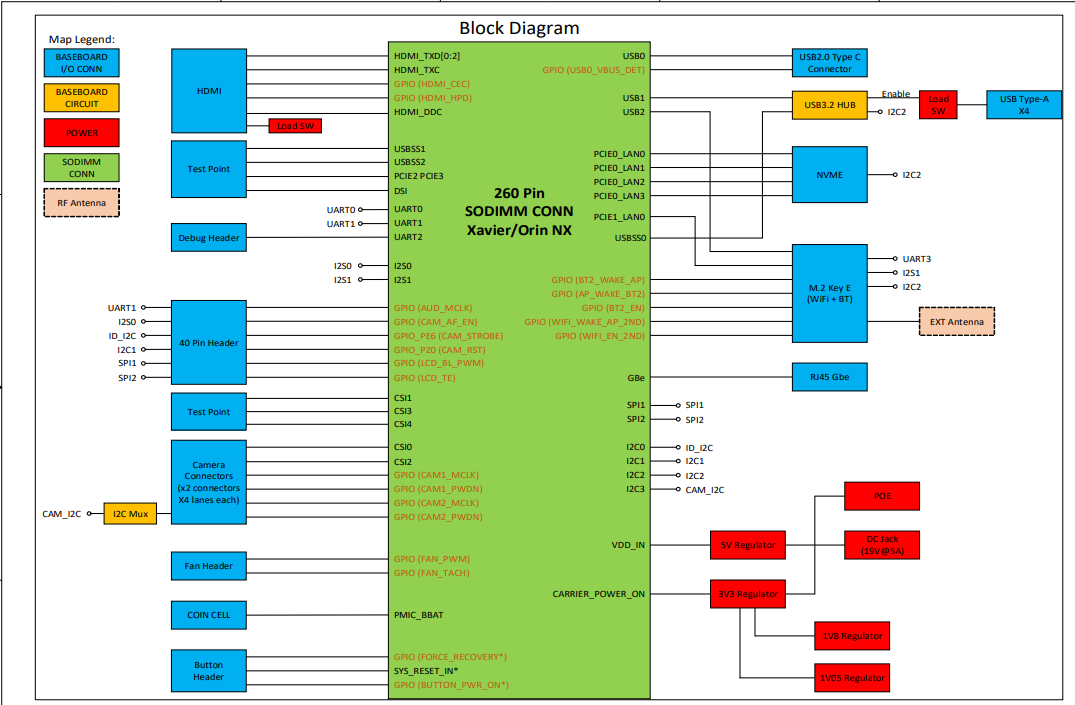 Block Diagram
Map Legend:
BASEBOARD
I/O CONN
BASEBOARD
CIRCUIT
POWER
SODIMM
CONN
RF Antenna
HDMI
Load SW
Test Point
UART0
UART1
Debug Header
I2S0
I2S1
UART1
I2S0
ID_I2C
I2C1
SPI1
SPI2
40 Pin Header
Test Point
Camera
Connectors
(x2 connectors
X4 lanes each)
CAM_I2C
I2C Mux
Fan Header
COIN CELL
Button
Header
HDMI_TXD[0:2]
HDMI_TXC
GPIO (HDMI_CEC)
GPIO (HDMI_HPD)
HDMI_DDC
USBSS1
USBSS2
PCIE2 PCIE3
DSI
UART0
UART1
UART2
I2S0
I2S1
GPIO (AUD_MCLK)
GPIO (CAM_AF_EN)
GPIO_PE6 (CAM_STROBE)
GPIO_PZ0 (CAM_RST)
GPIO (LCD_BL_PWM)
GPIO (LCD_TE)
CSI1
CSI3
CSI4
CSI0
CSI2
GPIO (CAM1_MCLK)
GPIO (CAM1_PWDN)
GPIO (CAM2_MCLK)
GPIO (CAM2_PWDN)
GPIO (FAN_PWM)
GPIO (FAN_TACH)
PMIC_BBAT
GPIO (FORCE_RECOVERY*)
SYS_RESET_IN*
GPIO (BUTTON_PWR_ON*)
260 Pin
SODIMM CONN
Xavier/Orin NX
USB0
GPIO (USB0_VBUS_DET)
USB1
USB2
PCIE0_LAN0
PCIE0_LAN1
PCIE0_LAN2
PCIE0_LAN3
PCIE1_LAN0
USBSS0
GPIO (BT2_WAKE_AP)
GPIO (AP_WAKE_BT2)
GPIO (BT2_EN)
GPIO (WIFI_WAKE_AP_2ND)
GPIO (WIFI_EN_2ND)
GBe
SPI1
SPI2
I2C0
I2C1
I2C2
I2C3
VDD_IN
CARRIER_POWER_ON
USB2.0 Type C
Connector
USB3.2 HUB
Enable
I2C2
Load
SW
USB Type-A
X4
NVME
I2C2
M.2 Key E
(WiFi + BT)
UART3
I2S1
I2C2
EXT Antenna
RJ45 Gbe
SPI1
SPI2
ID_I2C
I2C1
I2C2
CAM_I2C
POE
5V Regulator
DC Jack
(19V@5A)
3V3 Regulator
1V8 Regulator
1V05 Regulator